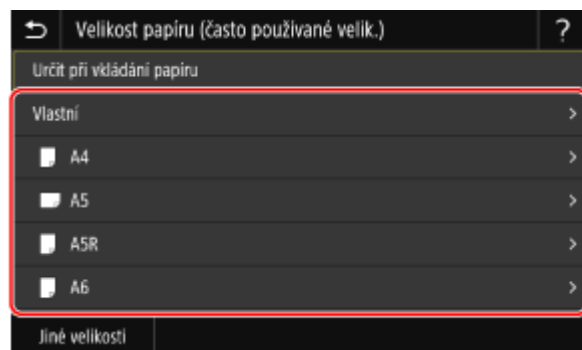 Velikost papíru (často používané velik.)
?
Určit při vkládání papíru
Vlastní
A4
A5
A5R
A6
Jiné velikosti